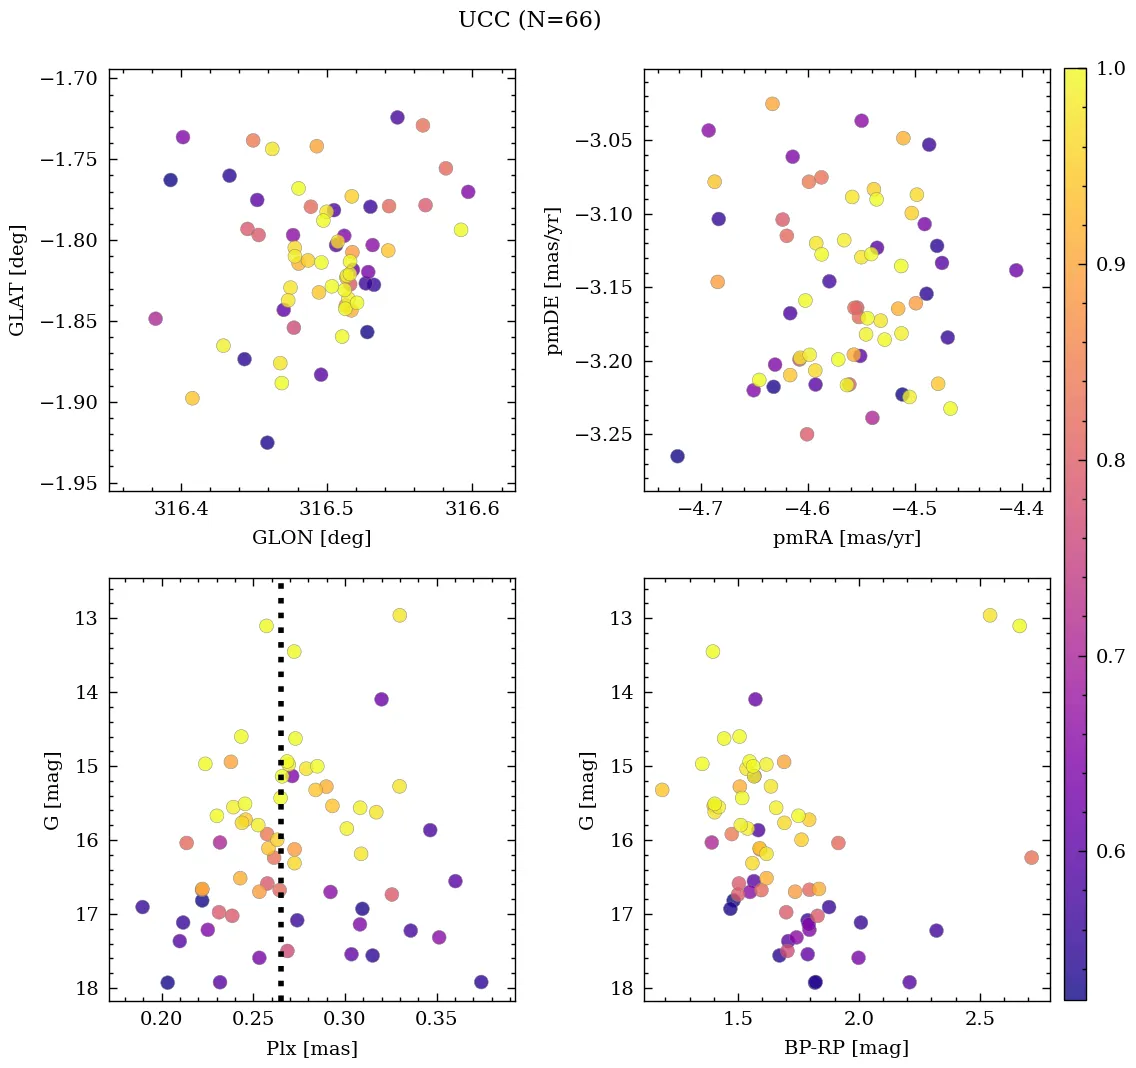 UCC (N=66)
−1.70
−1.75
−1.80
−1.85
−1.90
−1.95
GLAT [deg]
316.4 316.5 316.6
GLON [deg]
−3.05
−3.10
−3.15
−3.20
−3.25
pmDE [mas/yr]
−4.7 −4.6 −4.5 −4.4
pmRA [mas/yr]
1.0
0.9
0.8
0.7
0.6
13
14
15
16
17
18
G [mag]
0.20 0.25 0.30 0.35
Plx [mas]
13
14
15
16
17
18
G [mag]
1.5 2.0 2.5
BP-RP [mag]